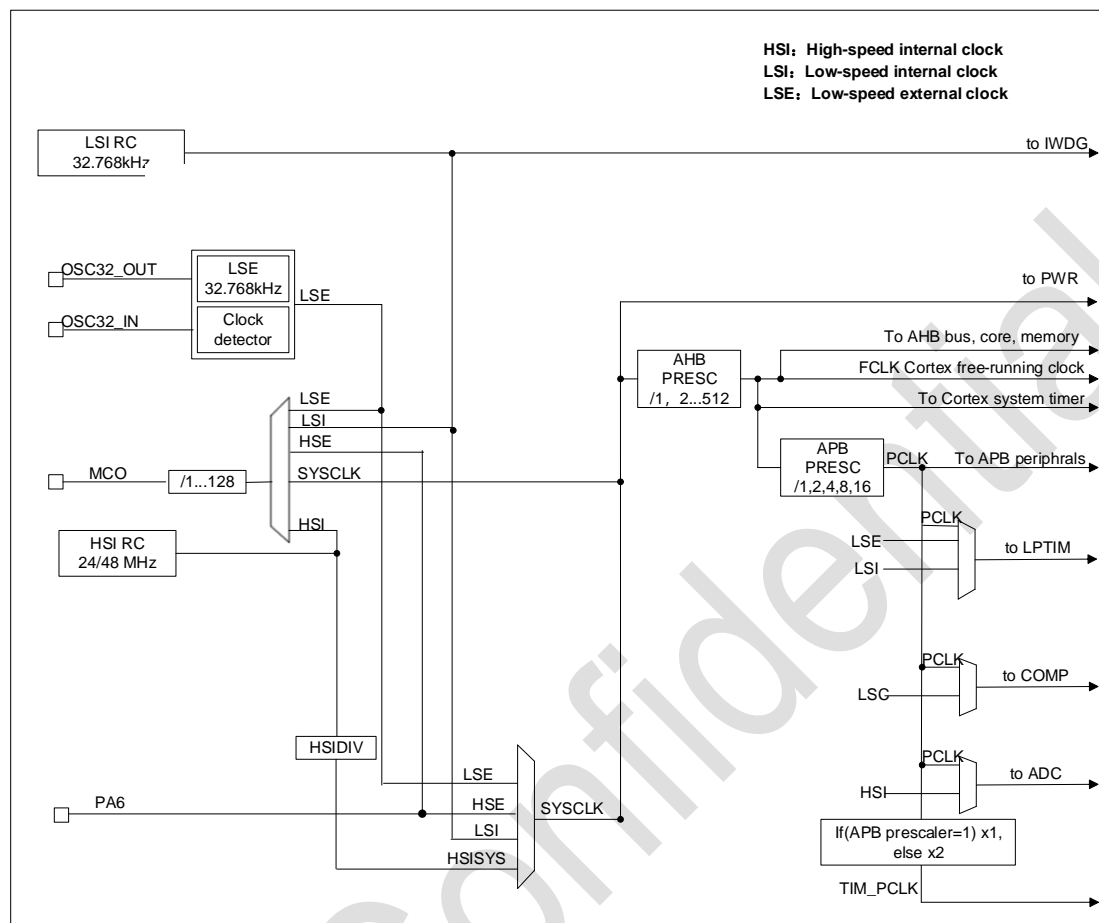 HSI： High-speed internal clock
LSI： Low-speed internal clock
LSE： Low-speed external clock
LSI RC
32.768kHz
to IWDG
OSC32_OUT
LSE
32.768kHz
LSE
OSC32_IN
Clock
detector
to PWR
AHB
PRESC
/1, 2...512
To AHB bus, core, memory
FCLK Cortex free-running clock
To Cortex system timer
LSE
LSI
HSE
MCO
/1...128
SYSCLK
HSI
APB
PRESC
/1,2,4,8,16
PCLK
To APB periphrals
HSI RC
24/48 MHz
PCLK
LSE
LSI
to LPTIM
PCLK
LSC
to COMP
HSIDIV
PCLK
HSI
to ADC
LSE
PA6
HSE
LSI
HSISYS
SYSCLK
If(APB prescaler=1) x1,
else x2
TIM_PCLK
Confidential